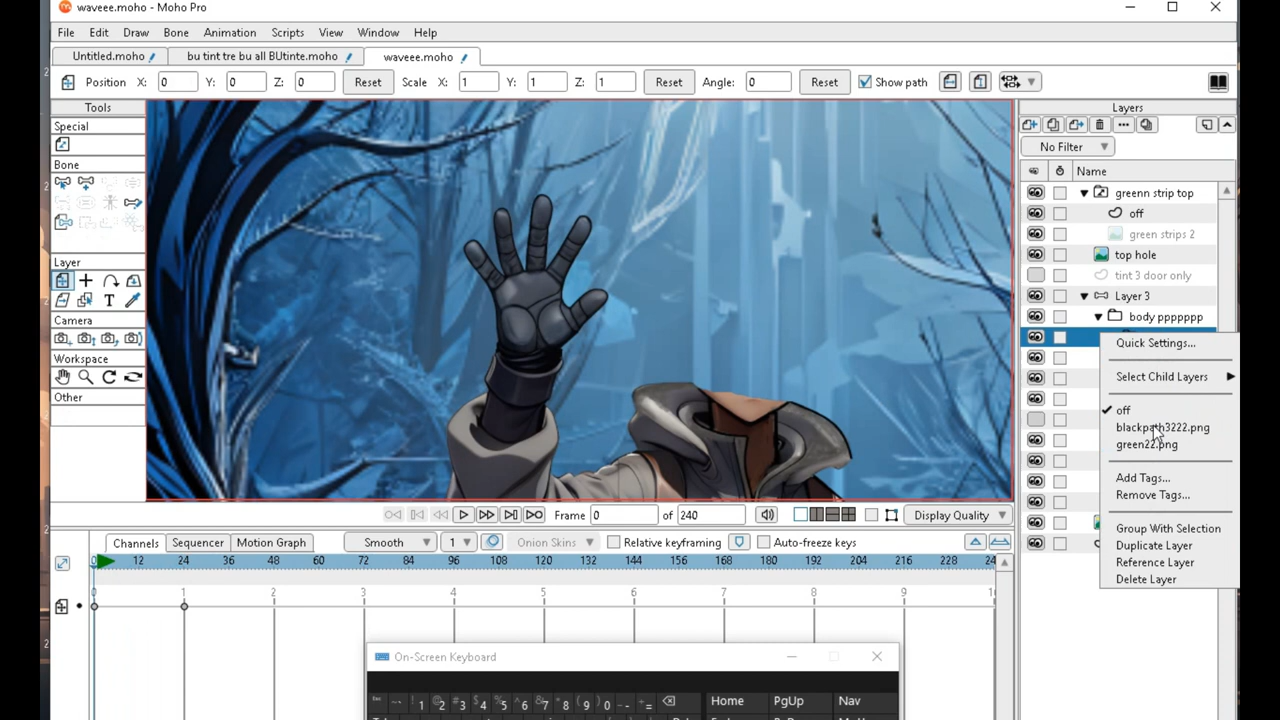 waveee.moho - Moho Pro
File Edit Draw Bone Animation Scripts View Window Help
Untitled.moho bu tint tre bu all BUtinte.moho waveee.moho
Position X: 0 Y: 0 Z: 0 Reset Scale X: 1 Y: 1 Z: 1 Reset Angle: 0 Reset Show path
Tools
Special
Bone
Layer
Camera
Workspace
Other
Layers
No Filter
Name
greenn strip top
off
green strips 2
top hole
tint 3 door only
Layer 3
body ppppppp
Quick Settings...
Select Child Layers
off
blackpath3222.png
green22.png
Add Tags...
Remove Tags...
Group With Selection
Duplicate Layer
Reference Layer
Delete Layer
Frame 0 of 240 Display Quality
Channels Sequencer Motion Graph Smooth 1 Onion Skins Relative keyframing Auto-freeze keys
0 12 24 36 48 60 72 84 96 108 120 132 144 156 168 180 192 204 216 228 24
0 1 2 3 4 5 6 7 8 9 10
On-Screen Keyboard
! 1 @ 2 # 3 $ 4 % 5 ^ 6 & 7 * 8 ( 9 ) 0 _ - + = Home PgUp Nav